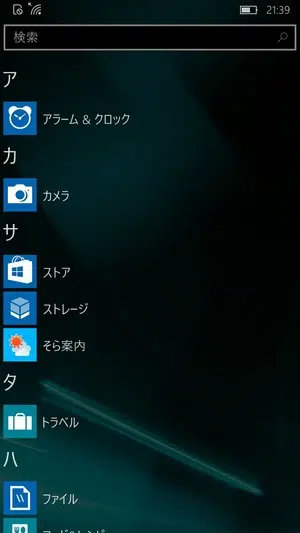 21:39
検索
ア
アラーム & クロック
カ
カメラ
サ
ストア
ストレージ
そら案内
タ
トラベル
ハ
ファイル